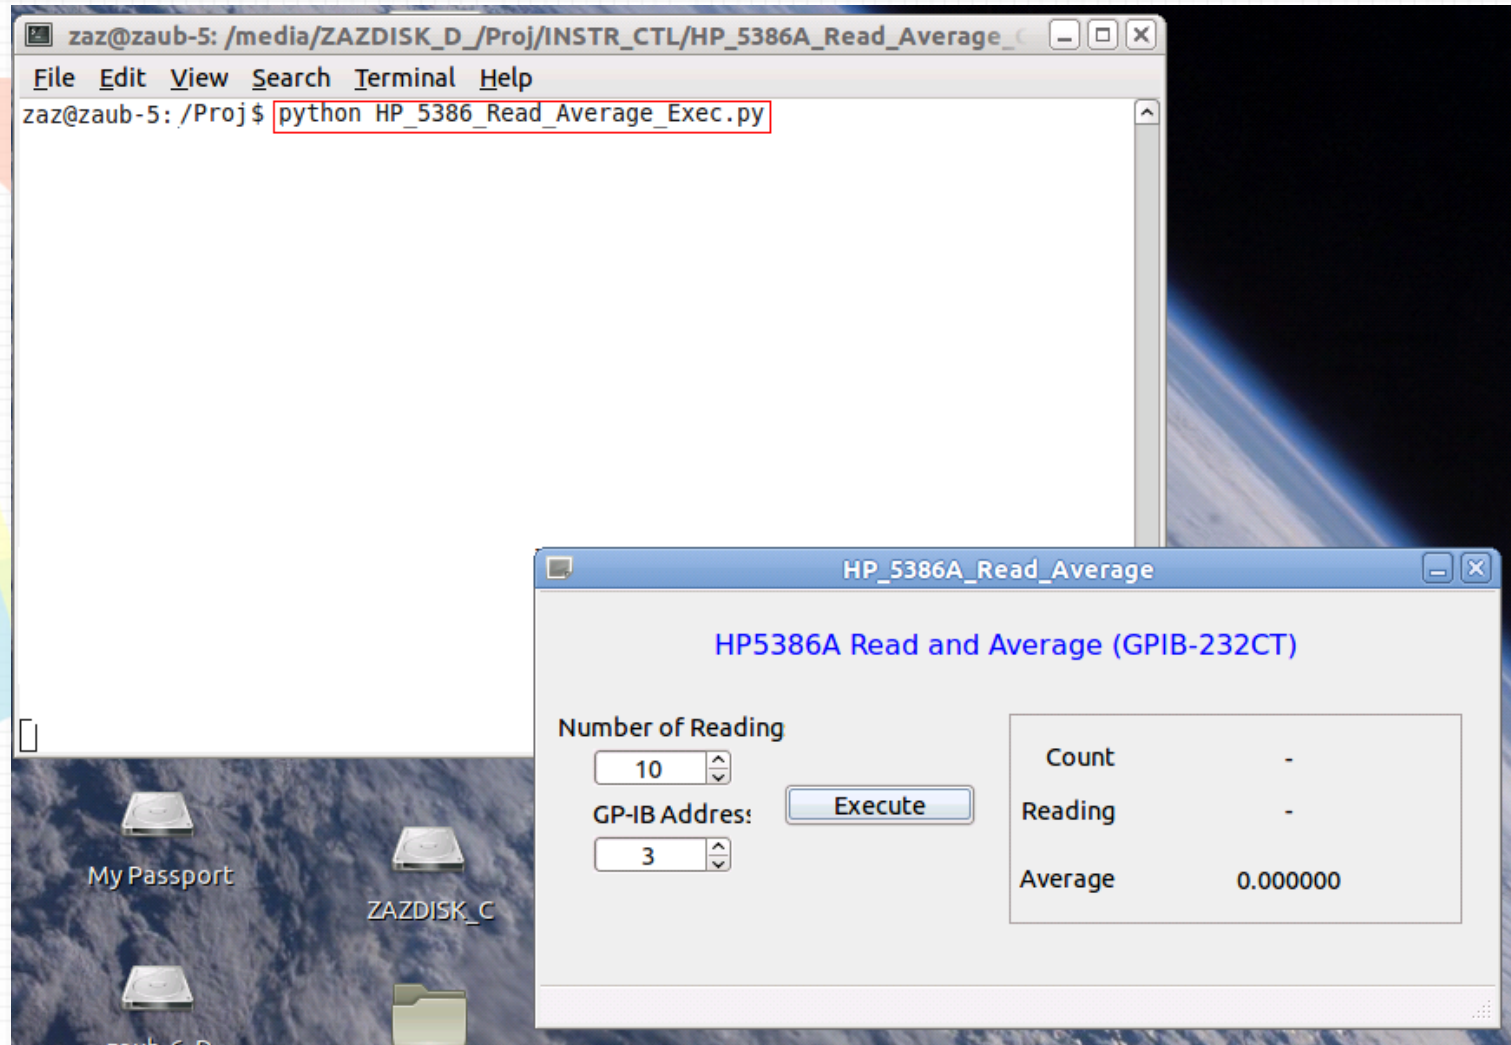 zaz@zaub-5: /media/ZAZDISK_D_/Proj/INSTR_CTL/HP_5386A_Read_Average_
File Edit View Search Terminal Help
zaz@zaub-5: /Proj$ python HP_5386_Read_Average_Exec.py
HP_5386A_Read_Average
HP5386A Read and Average (GPIB-232CT)
Number of Reading
10
GP-IB Address
3
Execute
Count -
Reading -
Average 0.000000
My Passport
ZAZDISK_C